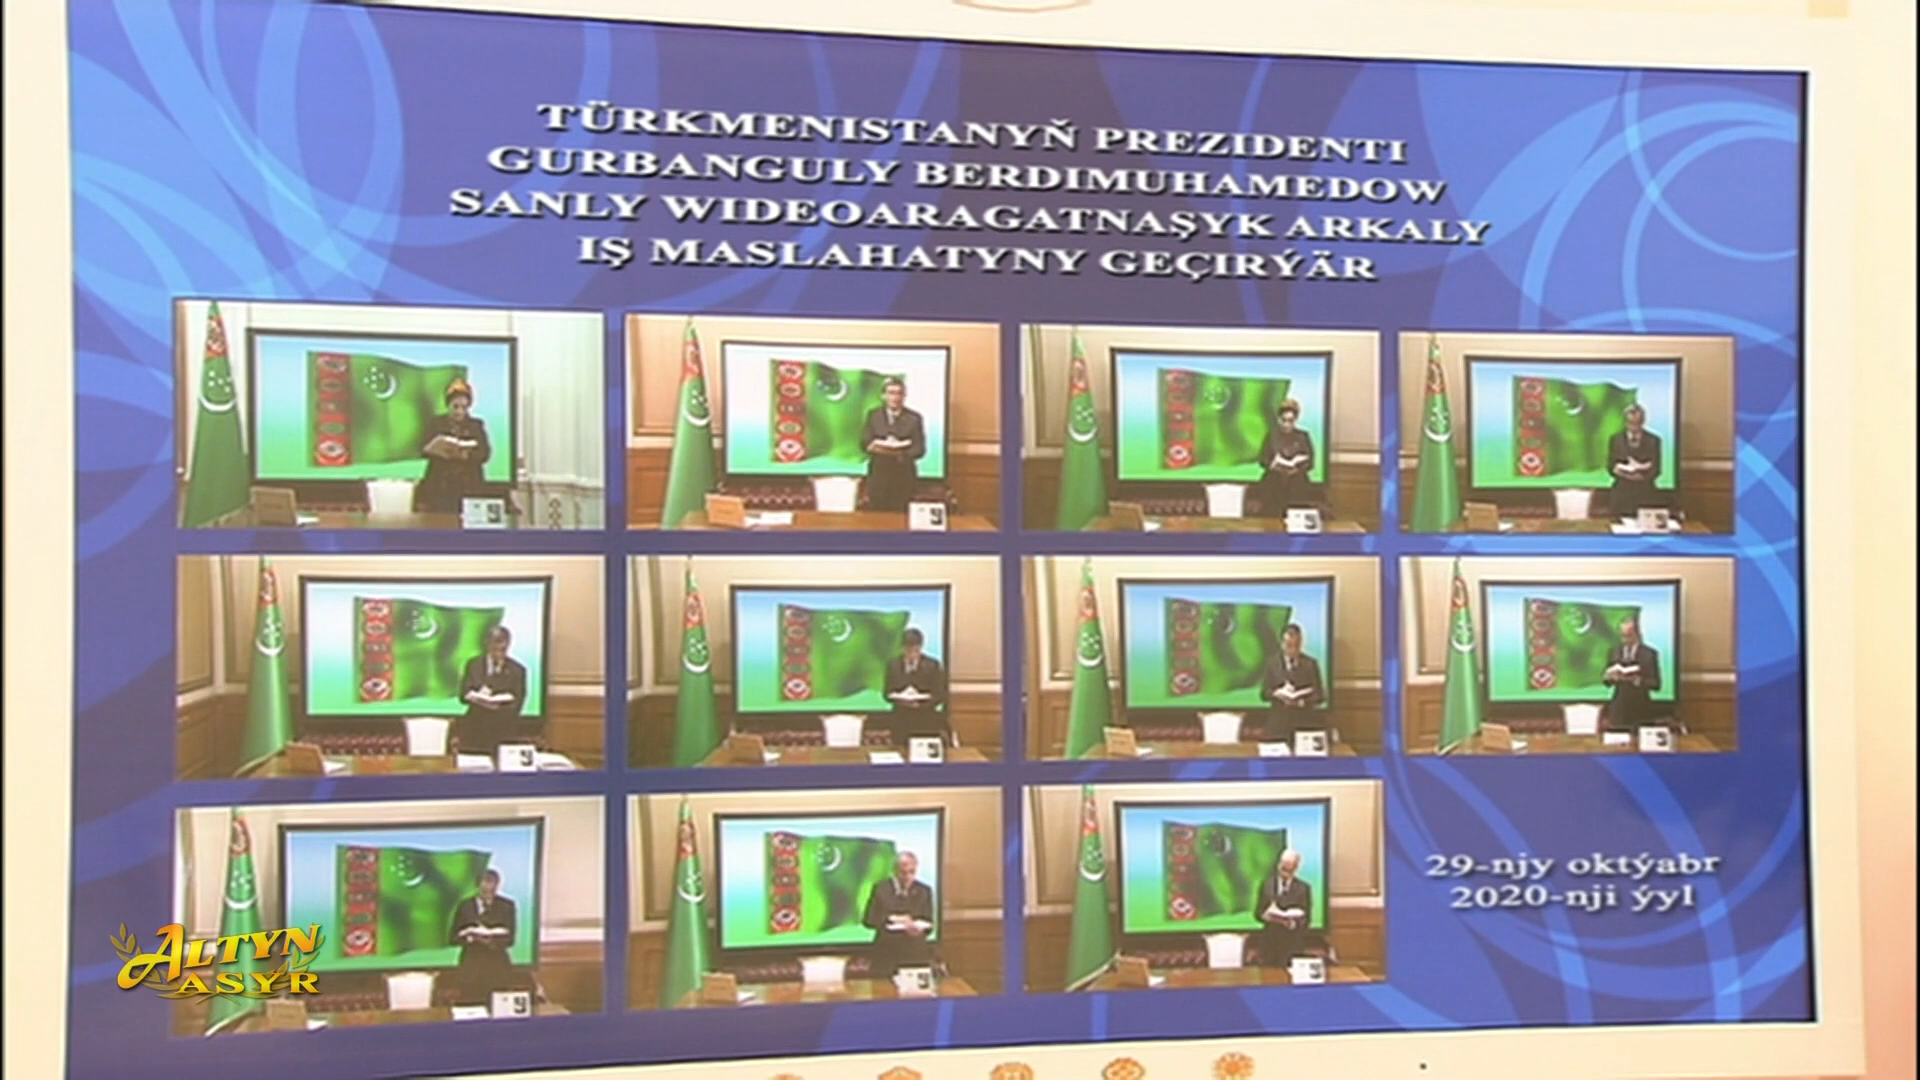 TÜRKMENISTANYŇ PREZIDENTI
GURBANGULY BERDIMUHAMEDOW
SANLY WIDEOARAGATNAŞYK ARKALY
IŞ MASLAHATYNY GEÇIRÝÄR
29-njy oktýabr
2020-nji ýyl
ALTYN
ASYR